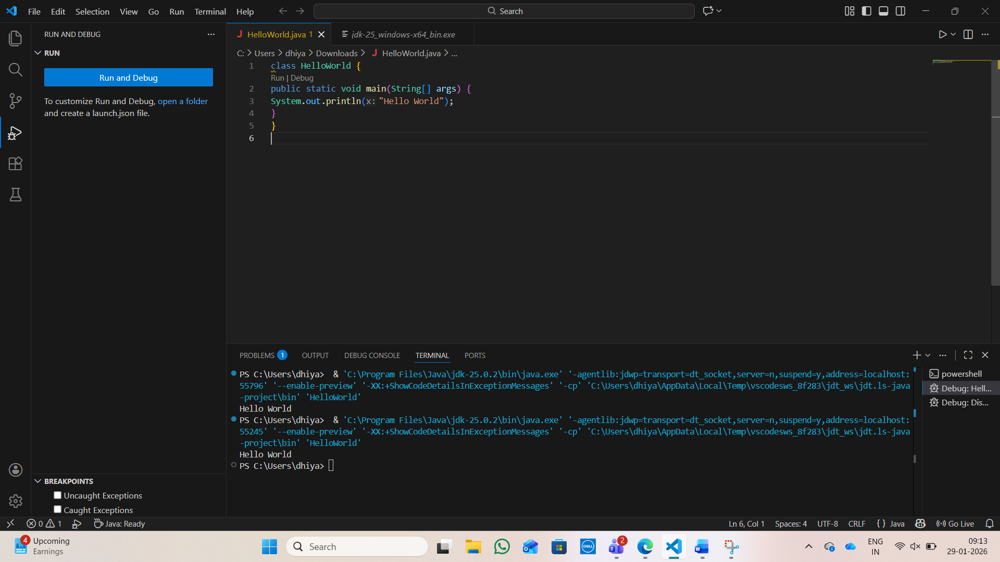 File Edit Selection View Go Run Terminal Help
Search
RUN AND DEBUG
RUN
Run and Debug
To customize Run and Debug, open a folder
and create a launch.json file.
HelloWorld.java 1
jdk-25_windows-x64_bin.exe
C: > Users > dhiya > Downloads > HelloWorld.java > ...
1 class HelloWorld {
Run | Debug
2 public static void main(String[] args) {
3 System.out.println(x: "Hello World");
4 }
5 }
6
PROBLEMS 1 OUTPUT DEBUG CONSOLE TERMINAL PORTS
PS C:\Users\dhiya>  & 'C:\Program Files\Java\jdk-25.0.2\bin\java.exe' '-agentlib:jdwp=transport=dt_socket,server=n,suspend=y,address=localhost:
55796' '--enable-preview' '-XX:+ShowCodeDetailsInExceptionMessages' '-cp' 'C:\Users\dhiya\AppData\Local\Temp\vscodesws_8f283\jdt_ws\jdt.ls-java
-project\bin' 'HelloWorld'
Hello World
PS C:\Users\dhiya>  & 'C:\Program Files\Java\jdk-25.0.2\bin\java.exe' '-agentlib:jdwp=transport=dt_socket,server=n,suspend=y,address=localhost:
55245' '--enable-preview' '-XX:+ShowCodeDetailsInExceptionMessages' '-cp' 'C:\Users\dhiya\AppData\Local\Temp\vscodesws_8f283\jdt_ws\jdt.ls-java
-project\bin' 'HelloWorld'
Hello World
PS C:\Users\dhiya>
powershell
Debug: Hell...
Debug: Dis...
BREAKPOINTS
Uncaught Exceptions
Caught Exceptions
0 1 Java: Ready
Ln 6, Col 1 Spaces: 4 UTF-8 CRLF {} Java Go Live
4
Upcoming
Earnings
Search
DELL
2
ENG
IN
09:13
29-01-2026